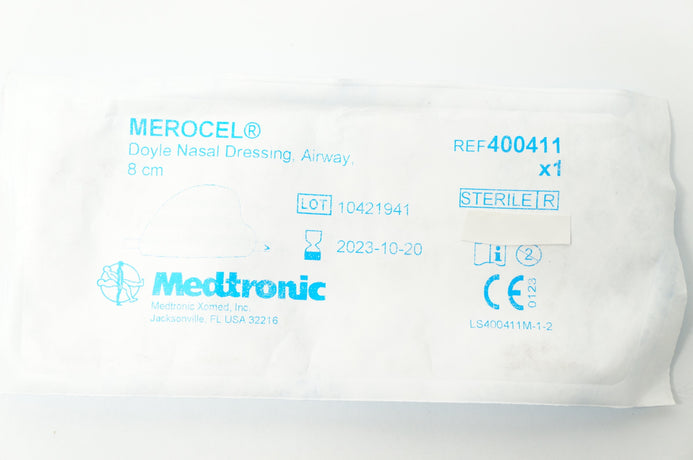 MEROCEL®
Doyle Nasal Dressing, Airway,
8 cm
REF400411
x1
LOT 10421941
STERILE R
2023-10-20
i
2
Medtronic
Medtronic Xomed, Inc.
Jacksonville, FL USA 32216
CE 0123
LS400411M-1-2